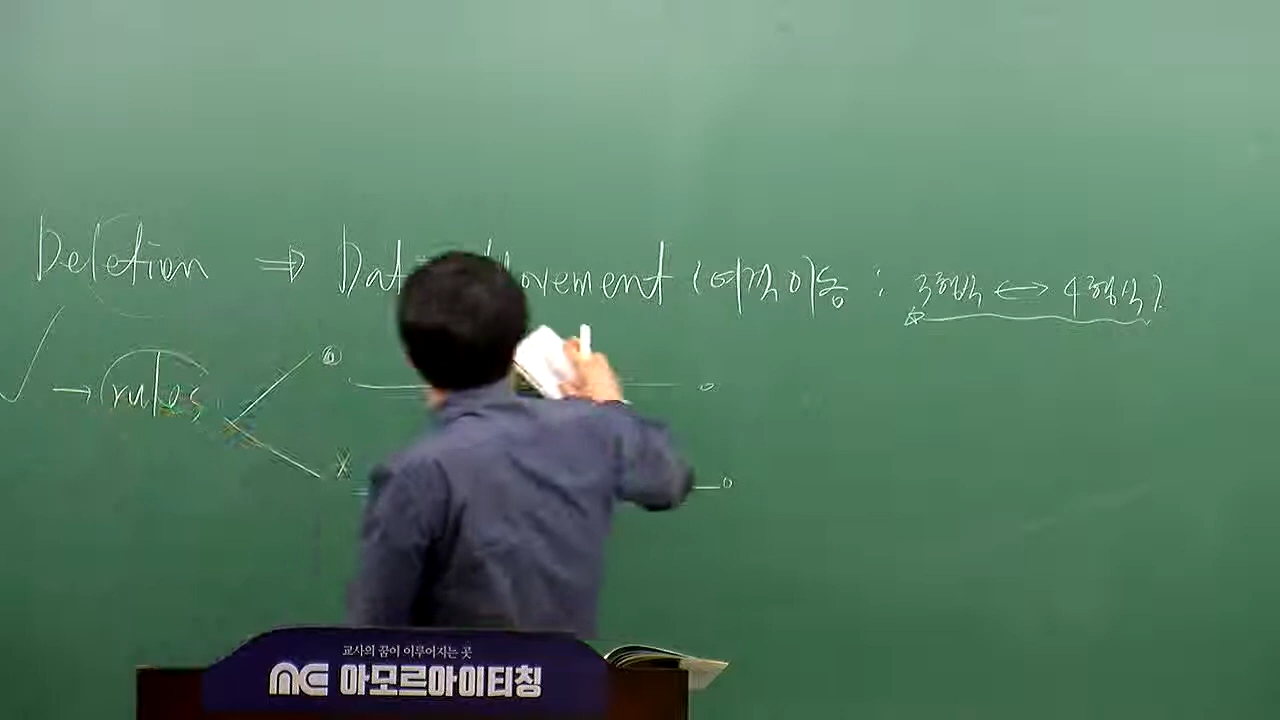 Deletion ⇒ Dat Movement (여격이동 : 3형식 ↔ 4형식).
→ rules
교사의 꿈이 이루어지는 곳
아모르아이티칭